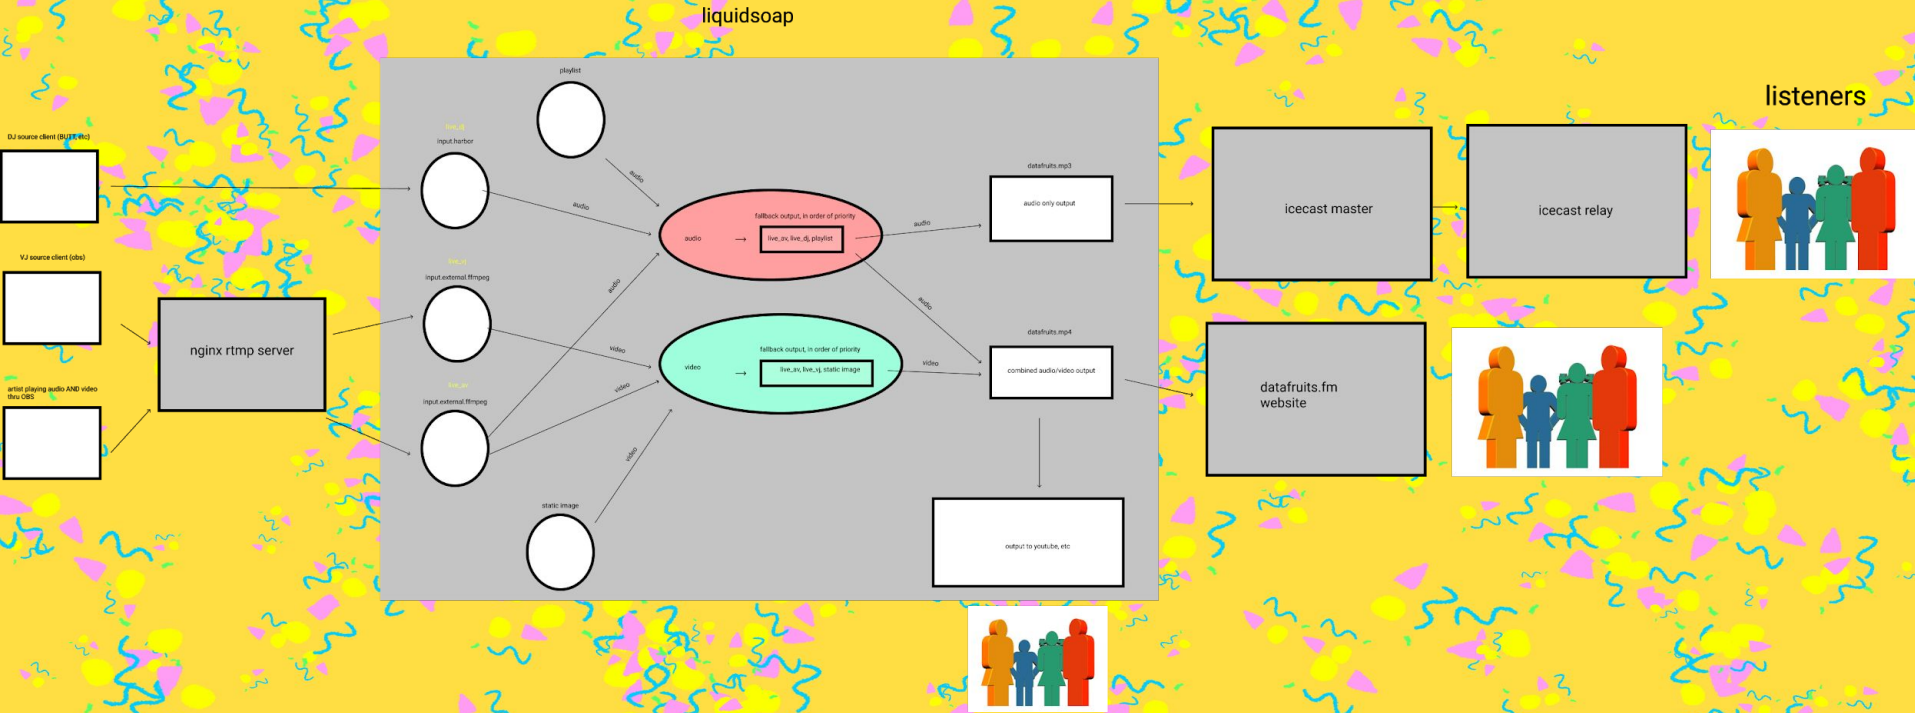 liquidsoap
listeners
playlist
DJ source client (BUTT, etc)
live_dj
input.harbor
audio
audio
datafruits.mp3
audio only output
icecast master
icecast relay
fallback output, in order of priority
audio
live_av, live_dj, playlist
audio
VJ source client (obs)
live_vj
input.external.ffmpeg
audio
audio
nginx rtmp server
datafruits.mp4
video
fallback output, in order of priority
video
live_av, live_vj, static image
video
combined audio/video output
video
datafruits.fm
website
artist playing audio AND video
thru OBS
live_av
input.external.ffmpeg
video
static image
output to youtube, etc